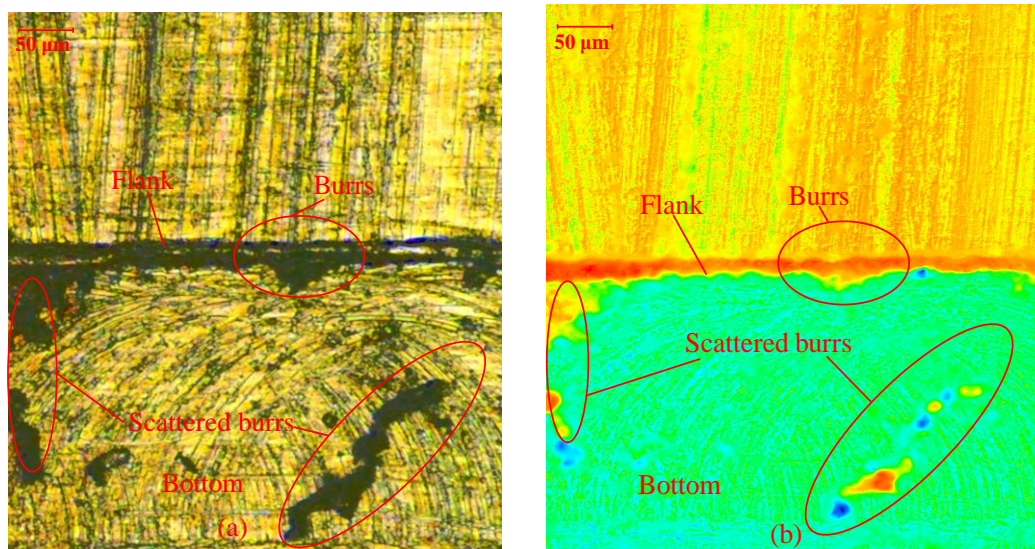 50 μm
Flank
Burrs
Scattered burrs
Bottom
(a)
50 μm
Burrs
Flank
Scattered burrs
Bottom
(b)